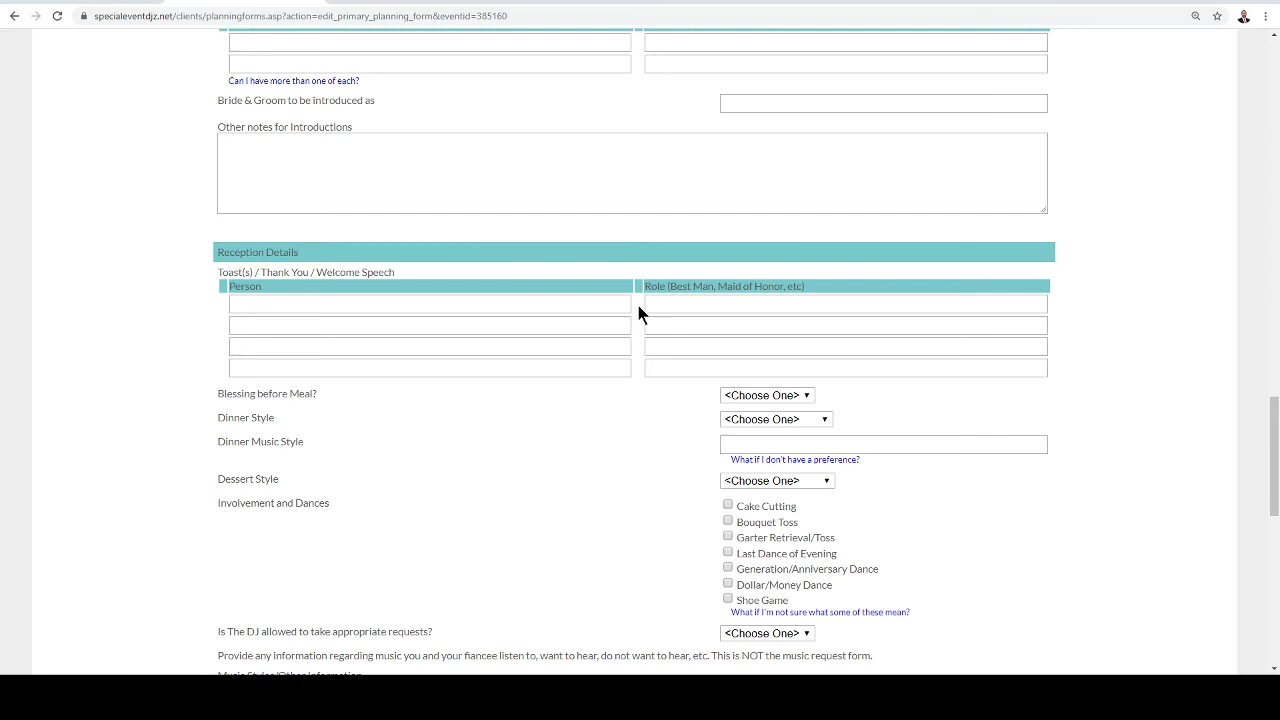 specialeventdjz.net/clients/planningforms.asp?action=edit_primary_planning_form&eventid=385160
Can I have more than one of each?
Bride & Groom to be introduced as
Other notes for Introductions
Reception Details
Toast(s) / Thank You / Welcome Speech
Person Role (Best Man, Maid of Honor, etc)
Blessing before Meal? <Choose One>
Dinner Style <Choose One>
Dinner Music Style
What if I don't have a preference?
Dessert Style <Choose One>
Involvement and Dances
Cake Cutting
Bouquet Toss
Garter Retrieval/Toss
Last Dance of Evening
Generation/Anniversary Dance
Dollar/Money Dance
Shoe Game
What if I'm not sure what some of these mean?
Is The DJ allowed to take appropriate requests? <Choose One>
Provide any information regarding music you and your fiancee listen to, want to hear, do not want to hear, etc. This is NOT the music request form.
Music Styles/Other Information